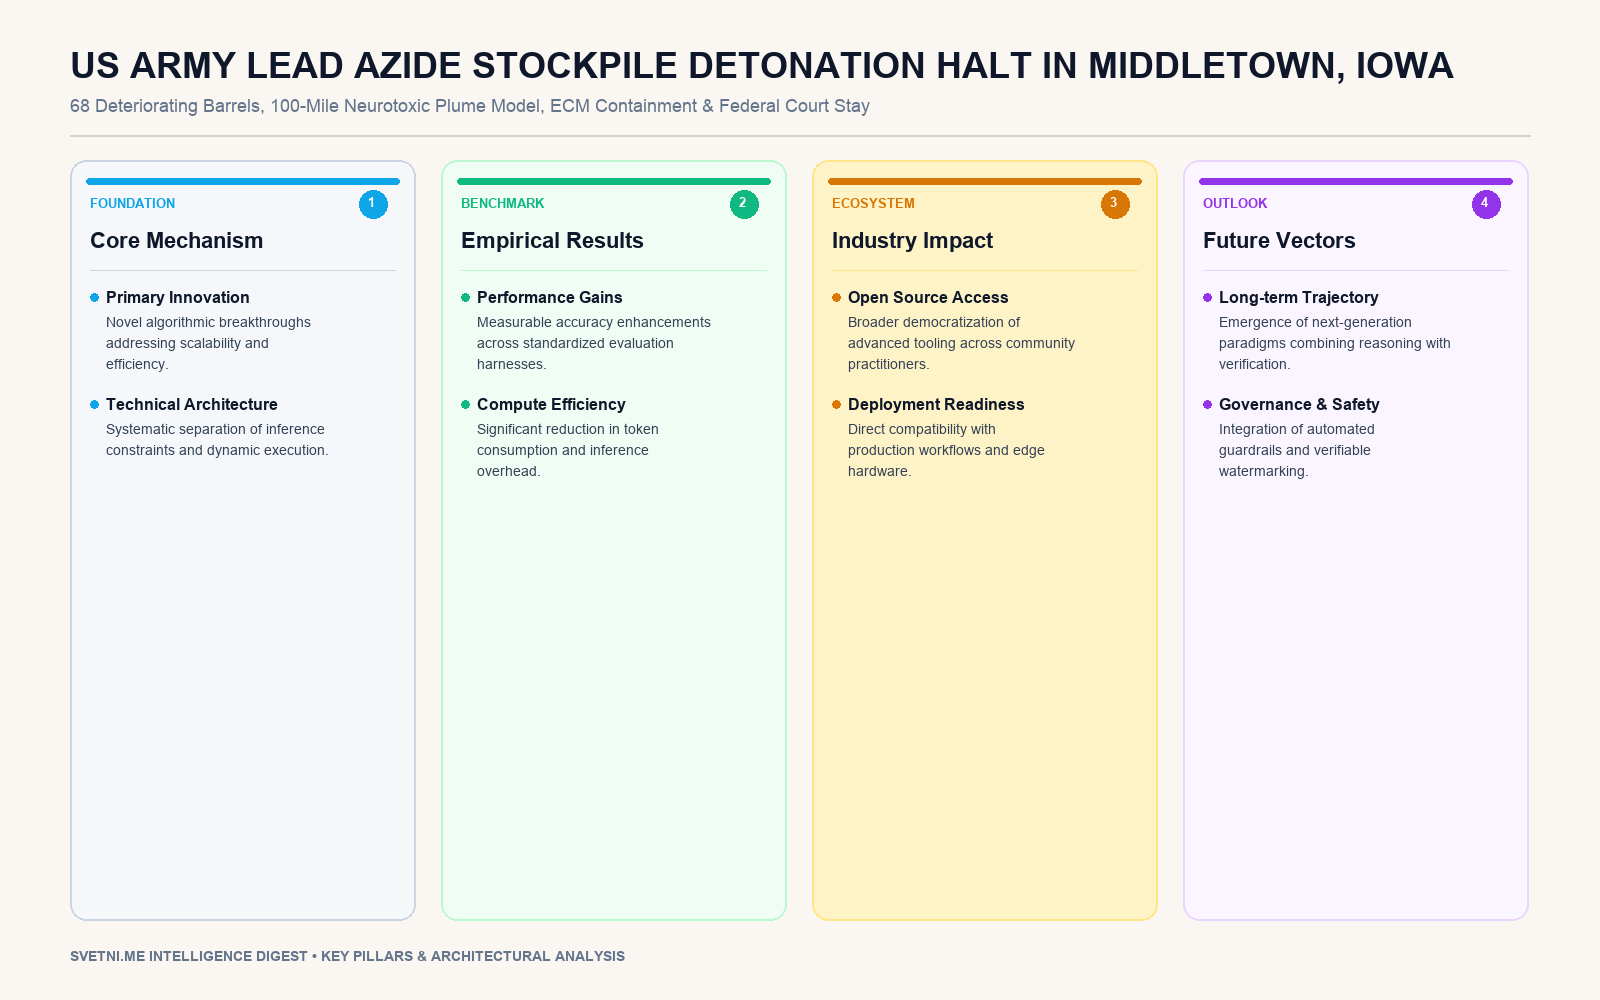 US ARMY LEAD AZIDE STOCKPILE DETONATION HALT IN MIDDLETOWN, IOWA
68 Deteriorating Barrels, 100-Mile Neurotoxic Plume Model, ECM Containment & Federal Court Stay
FOUNDATION
1
Core Mechanism
Primary Innovation
Novel algorithmic breakthroughs
addressing scalability and
efficiency.
Technical Architecture
Systematic separation of inference
constraints and dynamic execution.
BENCHMARK
2
Empirical Results
Performance Gains
Measurable accuracy enhancements
across standardized evaluation
harnesses.
Compute Efficiency
Significant reduction in token
consumption and inference
overhead.
ECOSYSTEM
3
Industry Impact
Open Source Access
Broader democratization of
advanced tooling across community
practitioners.
Deployment Readiness
Direct compatibility with
production workflows and edge
hardware.
OUTLOOK
4
Future Vectors
Long-term Trajectory
Emergence of next-generation
paradigms combining reasoning with
verification.
Governance & Safety
Integration of automated
guardrails and verifiable
watermarking.
SVETNI.ME INTELLIGENCE DIGEST • KEY PILLARS & ARCHITECTURAL ANALYSIS